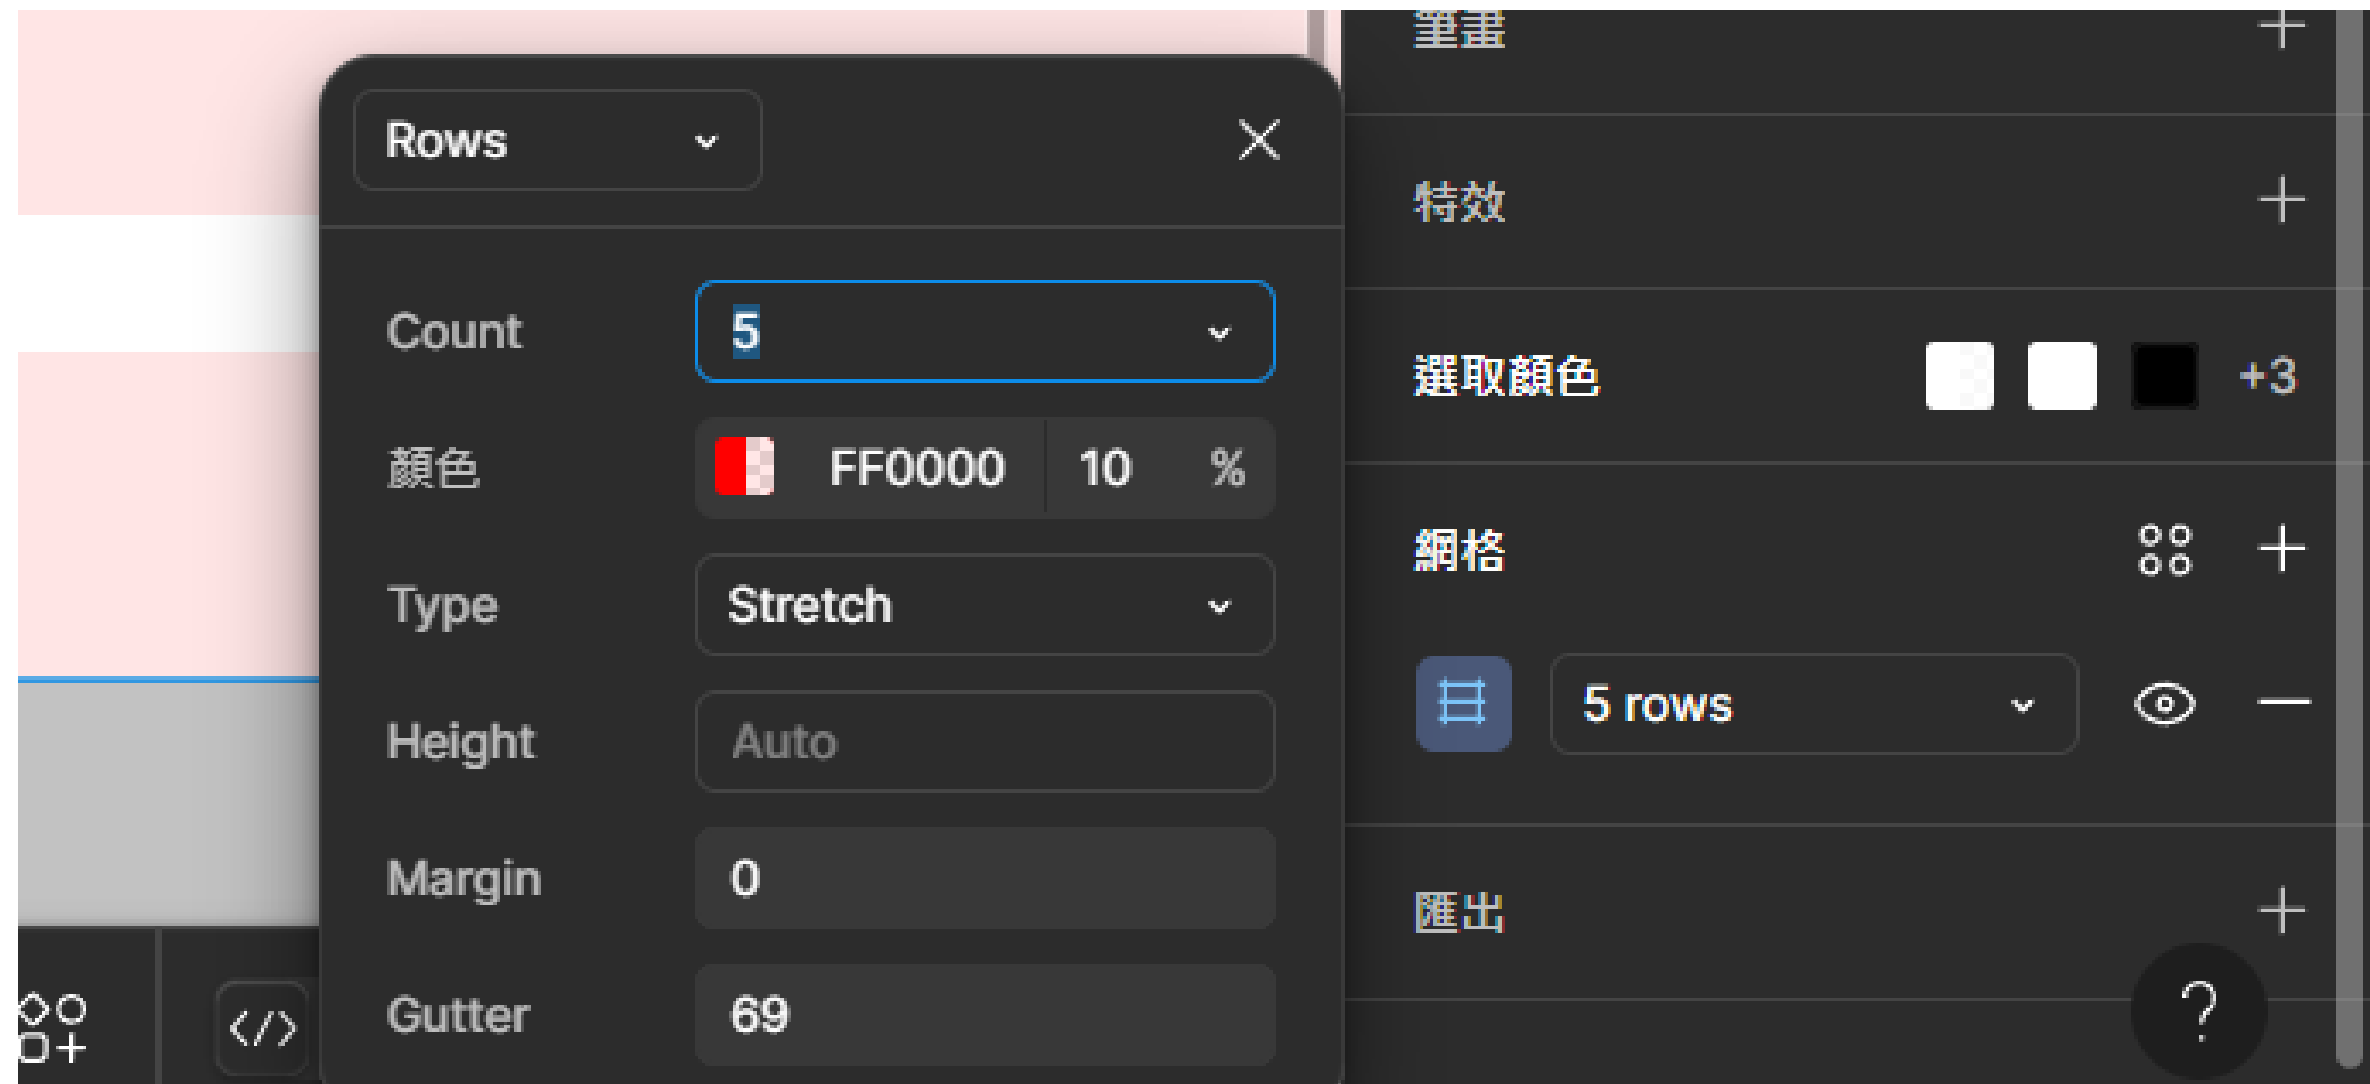 Rows
Count 5
顏色 FF0000 10 %
Type Stretch
Height Auto
Margin 0
Gutter 69
筆畫
特效
選取顏色 +3
網格
5 rows
匯出
?